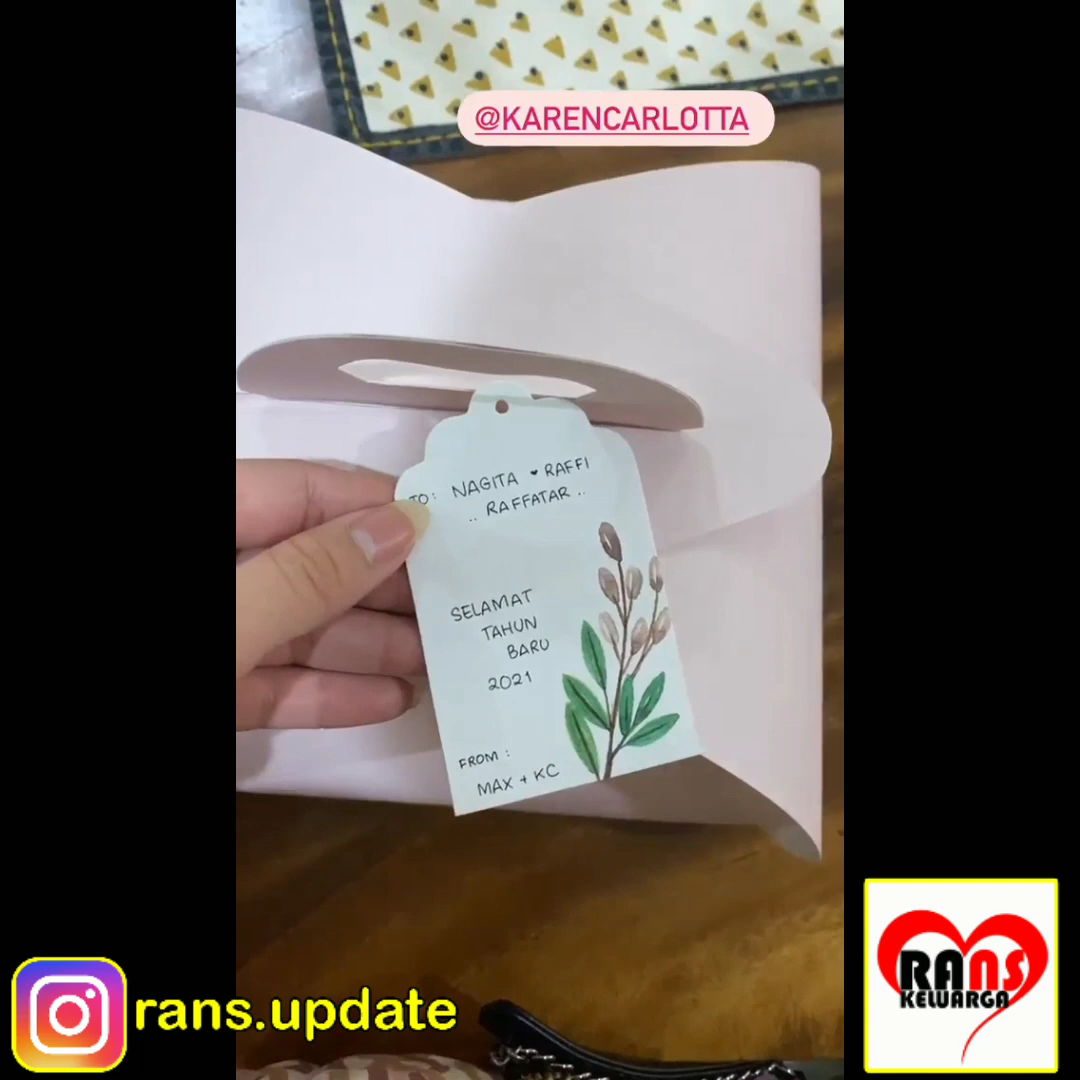 @KARENCARLOTTA
TO: NAGITA ♥ RAFFI
.. RAFFATAR ..
SELAMAT
TAHUN
BARU
2021
FROM :
MAX + KC
rans.update
RANS
KELUARGA